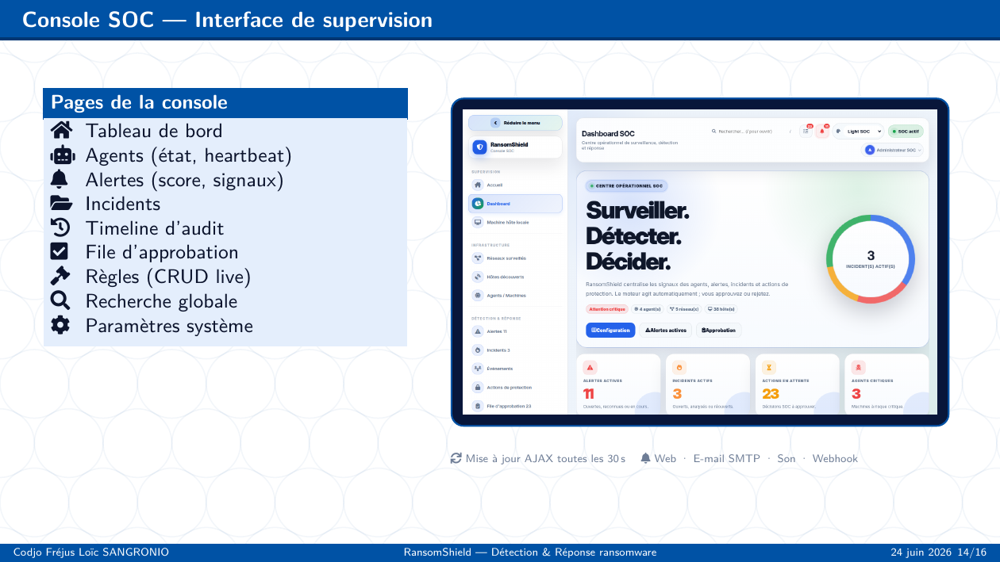 Console SOC — Interface de supervision
Pages de la console
Tableau de bord
Agents (état, heartbeat)
Alertes (score, signaux)
Incidents
Timeline d'audit
File d'approbation
Règles (CRUD live)
Recherche globale
Paramètres système
Réduire le menu
RansomShield
Console SOC
SUPERVISION
Accueil
Dashboard
Machine hôte locale
INFRASTRUCTURE
Réseaux surveillés
Hôtes découverts
Agents / Machines
DÉTECTION & RÉPONSE
Alertes 11
Incidents 3
Événements
Actions de protection
File d'approbation 23
Dashboard SOC
Centre opérationnel de surveillance, détection
et réponse
Rechercher... (/ pour ouvrir) /
23
Light SOC
SOC actif
Administrateur SOC
CENTRE OPÉRATIONNEL SOC
Surveiller.
Détecter.
Décider.
RansomShield centralise les signaux des agents, alertes, incidents et actions de
protection. Le moteur agit automatiquement ; vous approuvez ou rejetez.
Attention critique 4 agent(s) 5 réseau(x) 38 hôte(s)
Configuration Alertes actives Approbation
3
INCIDENT(S) ACTIF(S)
ALERTES ACTIVES
11
Ouvertes, reconnues ou en cours.
INCIDENTS ACTIFS
3
Ouverts, analysés ou réouverts.
ACTIONS EN ATTENTE
23
Décisions SOC à approuver.
AGENTS CRITIQUES
3
Machines à risque critique.
Mise à jour AJAX toutes les 30 s Web · E-mail SMTP · Son · Webhook
Codjo Fréjus Loïc SANGRONIO RansomShield — Détection & Réponse ransomware 24 juin 2026 14/16